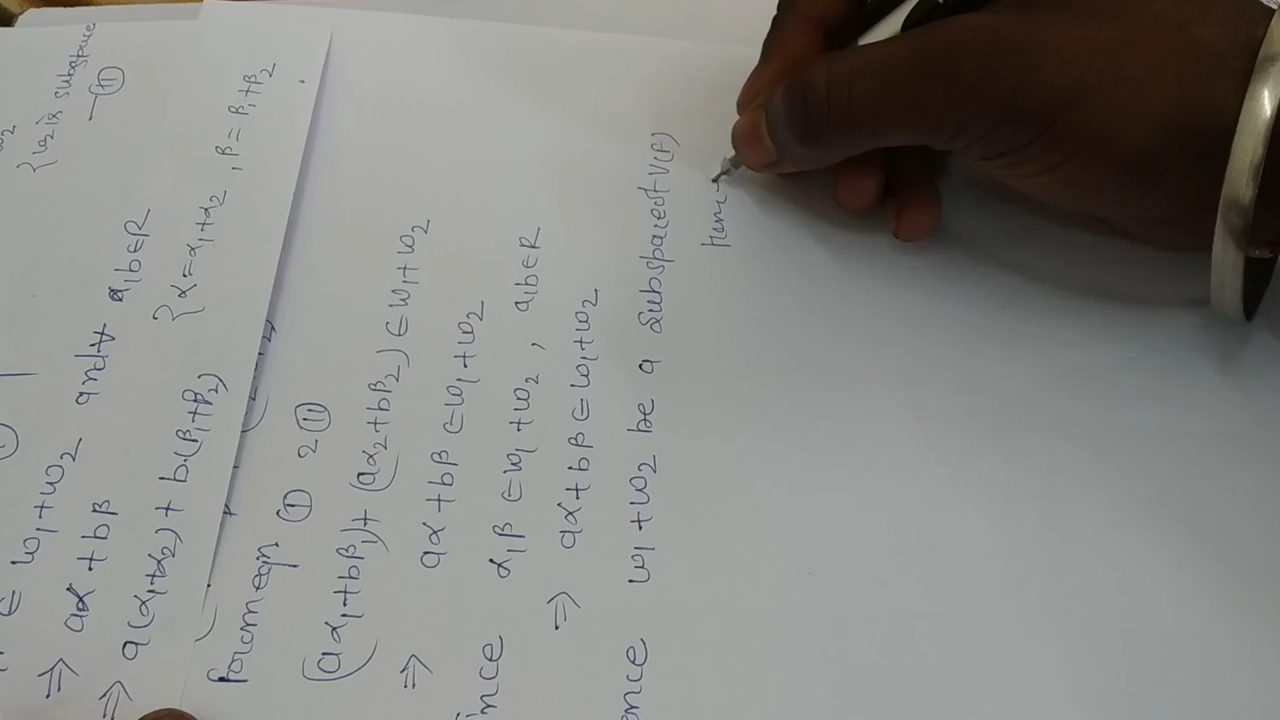 ω2
{ω2 is subspace
—(II)
∈ ω1+ω2
⇒ aα + bβ and ∀ a,b∈R
⇒ a(α1+α2) + b.(β1+β2) {α=α1+α2 , β=β1+β2
from eqn (I) & (II)
(aα1+bβ1)+(aα2+bβ2)∈ω1+ω2
⇒ aα+bβ∈ω1+ω2
ince α,β∈ω1+ω2 , a,b∈R
⇒ aα+bβ∈ω1+ω2
ence ω1+ω2 be a subspace of V(F)